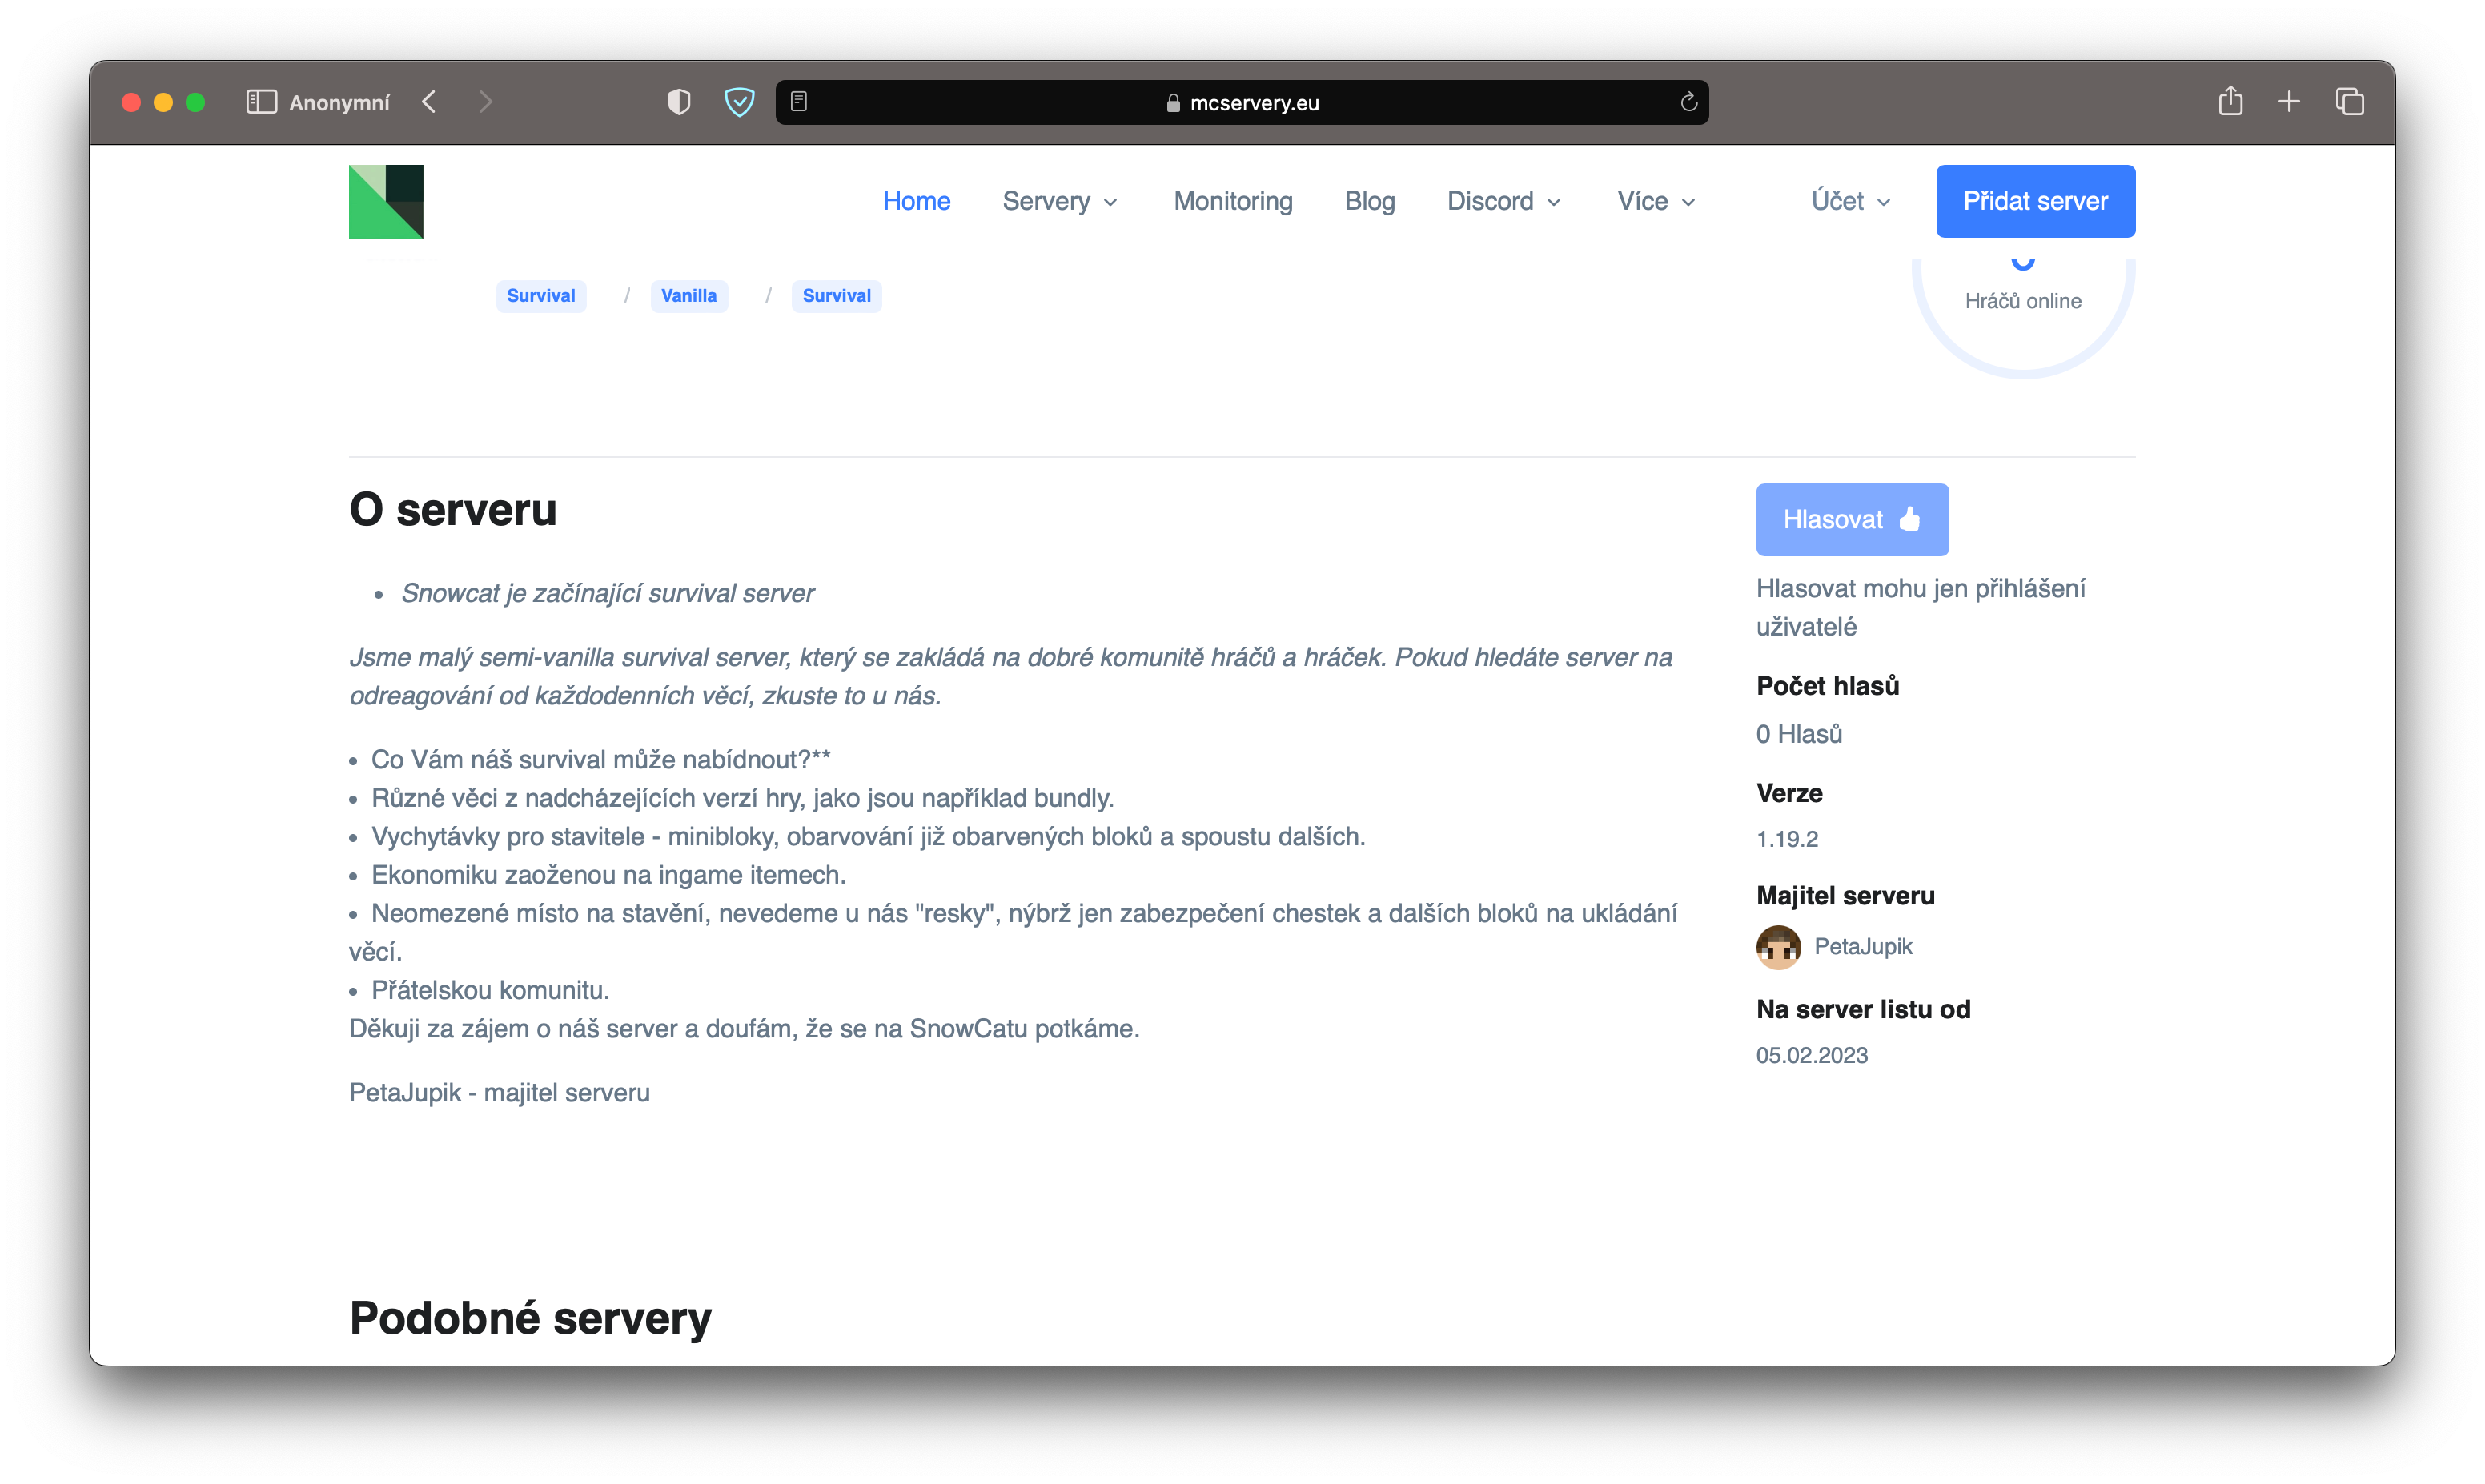 Anonymní
mcservery.eu
Home
Servery
Monitoring
Blog
Discord
Více
Účet
Přidat server
Survival / Vanilla / Survival
Hráčů online
O serveru
• Snowcat je začínající survival server
Jsme malý semi-vanilla survival server, který se zakládá na dobré komunitě hráčů a hráček. Pokud hledáte server na
odreagování od každodenních věcí, zkuste to u nás.
• Co Vám náš survival může nabídnout?**
• Různé věci z nadcházejících verzí hry, jako jsou například bundly.
• Vychytávky pro stavitele - minibloky, obarvování již obarvených bloků a spoustu dalších.
• Ekonomiku zaoženou na ingame itemech.
• Neomezené místo na stavění, nevedeme u nás "resky", nýbrž jen zabezpečení chestek a dalších bloků na ukládání
věcí.
• Přátelskou komunitu.
Děkuji za zájem o náš server a doufám, že se na SnowCatu potkáme.
PetaJupik - majitel serveru
Hlasovat
Hlasovat mohu jen přihlášení
uživatelé
Počet hlasů
0 Hlasů
Verze
1.19.2
Majitel serveru
PetaJupik
Na server listu od
05.02.2023
Podobné servery